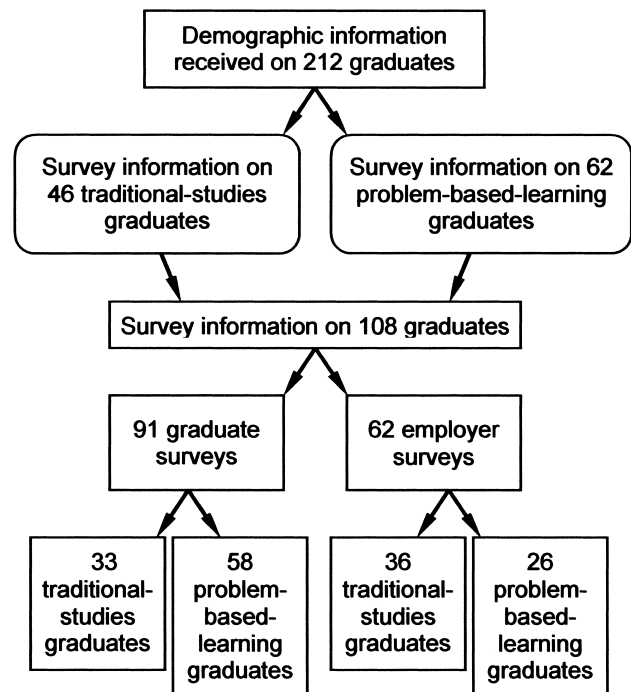 Demographic information
received on 212 graduates
Survey information on
46 traditional-studies
graduates
Survey information on 62
problem-based-learning
graduates
Survey information on 108 graduates
91 graduate
surveys
62 employer
surveys
33
traditional-
studies
graduates
58
problem-
based-
learning
graduates
36
traditional-
studies
graduates
26
problem-
based-
learning
graduates